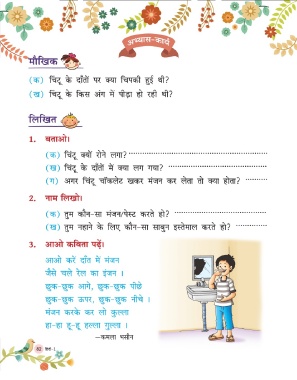 अभ्यास-कार्य
मौखिक
(क) चिंटू के दाँतों पर क्या चिपकी हुई थी?
(ख) चिंटू के किस अंग में पीड़ा हो रही थी?
लिखित
1. बताओ।
(क) चिंटू क्यों रोने लगा?
(ख) चिंटू के दाँतों में क्या लग गया?
(ग) अगर चिंटू चॉकलेट खाकर मंजन कर लेता तो क्या होता?
2. नाम लिखो।
(क) तुम कौन-सा मंजन/पेस्ट करते हो?
(ख) तुम नहाने के लिए कौन-सा साबुन इस्तेमाल करते हो?
3. आओ कविता पढ़ें।
आओ करें दाँत में मंजन
जैसे चले रेल का इंजन ।
छुक-छुक आगे, छुक-छुक पीछे
छुक-छुक ऊपर, छुक-छुक नीचे ।
मंजन करके कर लो कुल्ला
हा-हा हू-हू हल्ला गुल्ला ।
–कमला भसीन
62